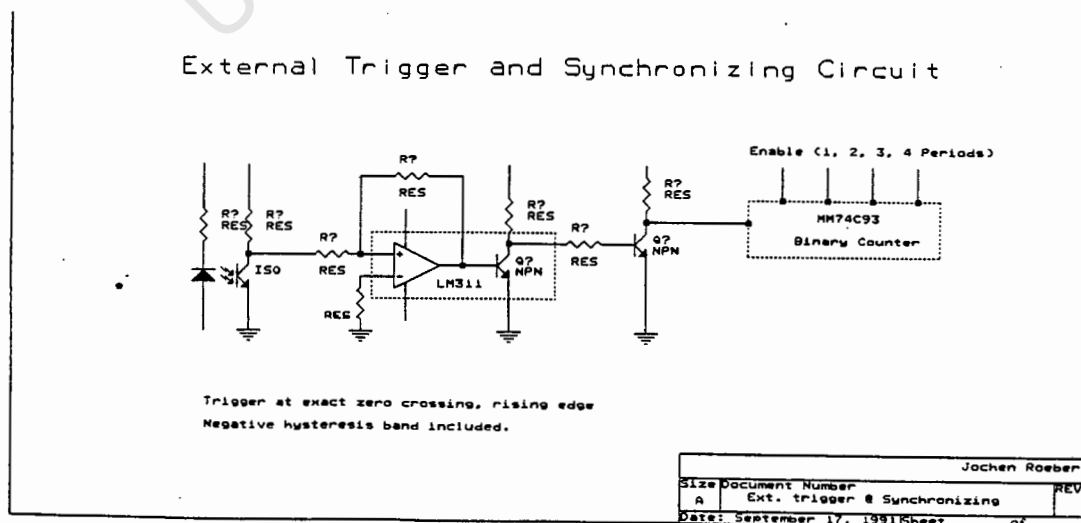 External Trigger and Synchronizing Circuit
Enable (1, 2, 3, 4 Periods)
R?
RES
R?
RES
R?
RES
R?
RES
R?
RES
R?
RES
R?
RES
RES
ISO
LM311
Q?
NPN
Q?
NPN
MM74C93
Binary Counter
Trigger at exact zero crossing, rising edge
Negative hysteresis band included.
Jochen Roeber
Size Document Number REV
A Ext. trigger & Synchronizing
Date: September 17, 1991 Sheet of